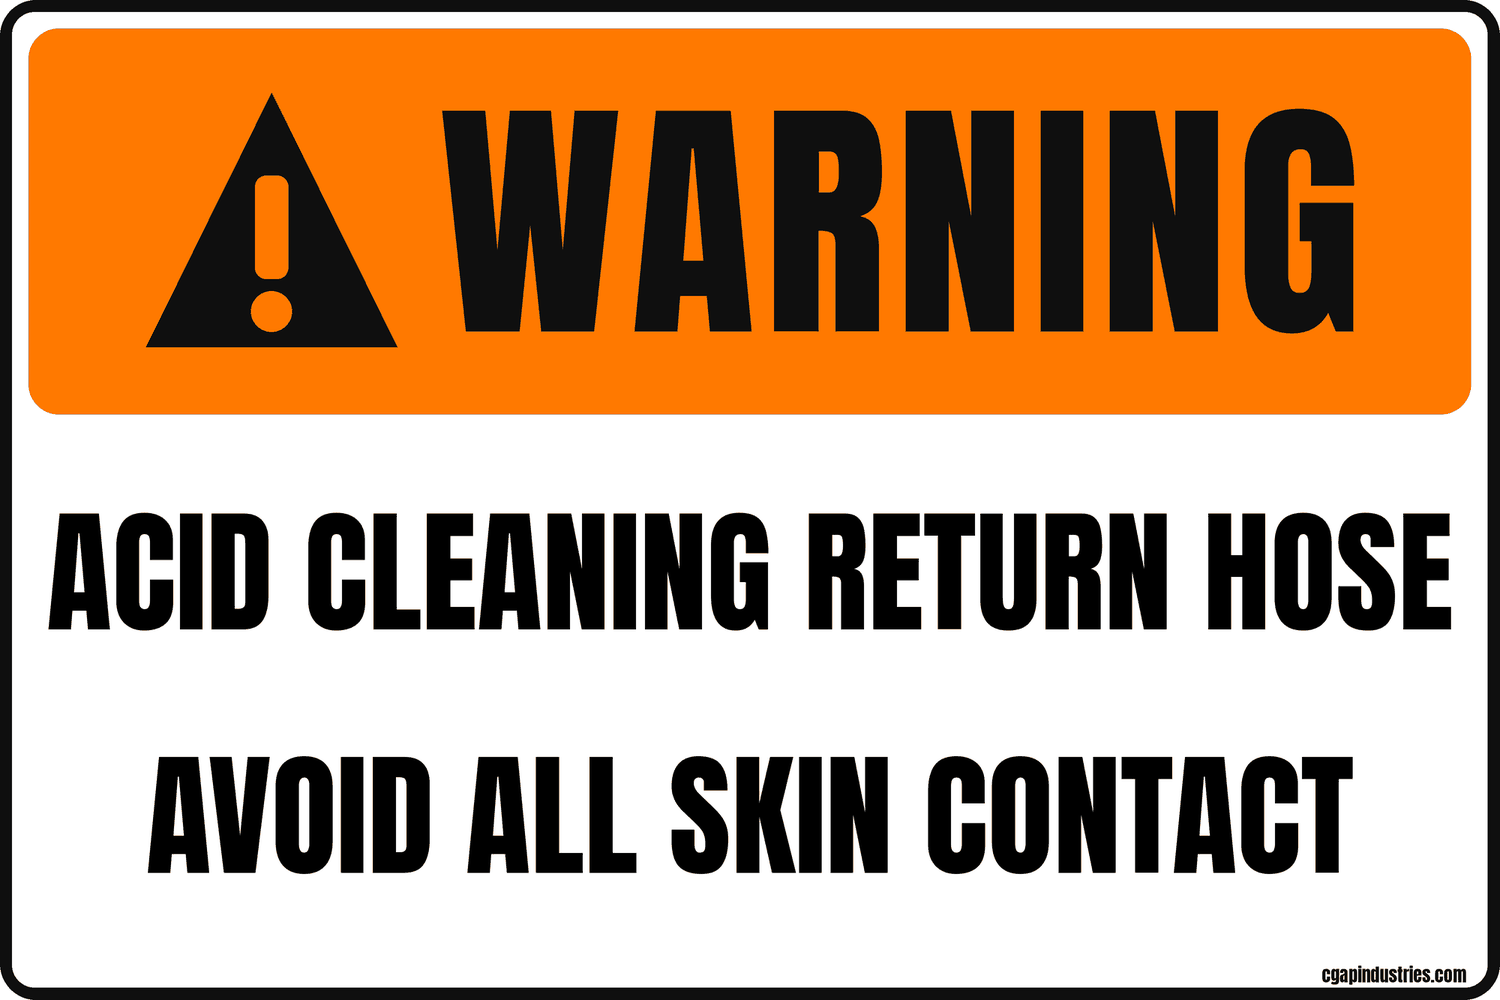 WARNING
ACID CLEANING RETURN HOSE
AVOID ALL SKIN CONTACT
cgapindustries.com